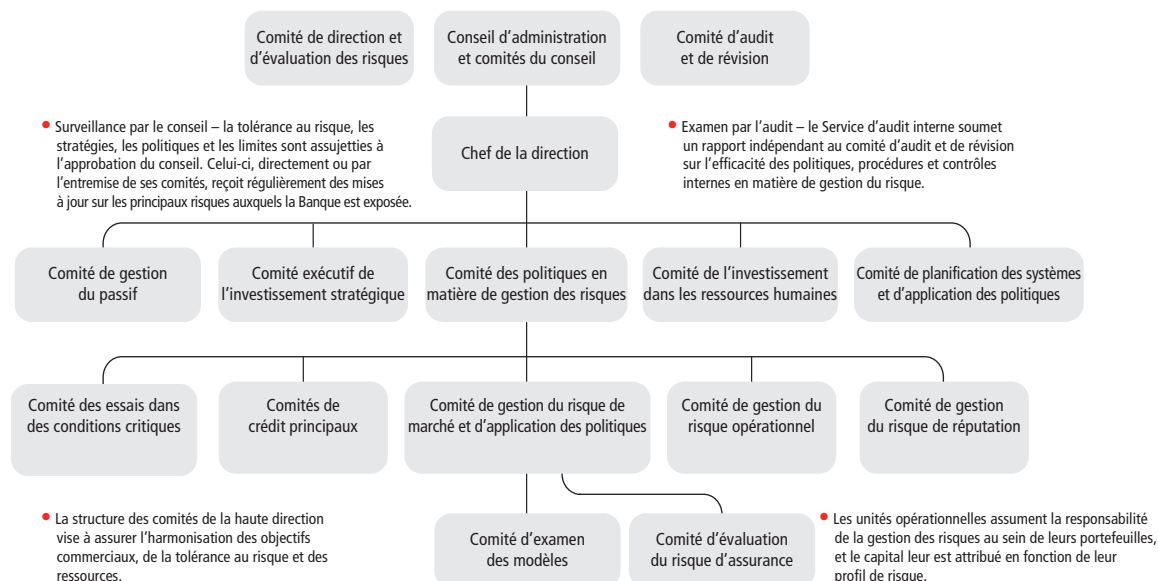 Comité de direction et
d'évaluation des risques
Conseil d'administration
et comités du conseil
Comité d'audit
et de révision
• Surveillance par le conseil – la tolérance au risque, les
stratégies, les politiques et les limites sont assujetties à
l'approbation du conseil. Celui-ci, directement ou par
l'entremise de ses comités, reçoit régulièrement des mises
à jour sur les principaux risques auxquels la Banque est exposée.
Chef de la direction
• Examen par l'audit – le Service d'audit interne soumet
un rapport indépendant au comité d'audit et de révision
sur l'efficacité des politiques, procédures et contrôles
internes en matière de gestion du risque.
Comité de gestion
du passif
Comité exécutif de
l'investissement stratégique
Comité des politiques en
matière de gestion des risques
Comité de l'investissement
dans les ressources humaines
Comité de planification des systèmes
et d'application des politiques
Comité des essais dans
des conditions critiques
Comités de
crédit principaux
Comité de gestion du risque de
marché et d'application des politiques
Comité de gestion du
risque opérationnel
Comité de gestion
du risque de réputation
• La structure des comités de la haute direction
vise à assurer l'harmonisation des objectifs
commerciaux, de la tolérance au risque et des
ressources.
Comité d'examen
des modèles
Comité d'évaluation
du risque d'assurance
• Les unités opérationnelles assument la responsabilité
de la gestion des risques au sein de leurs portefeuilles,
et le capital leur est attribué en fonction de leur
profil de risque.